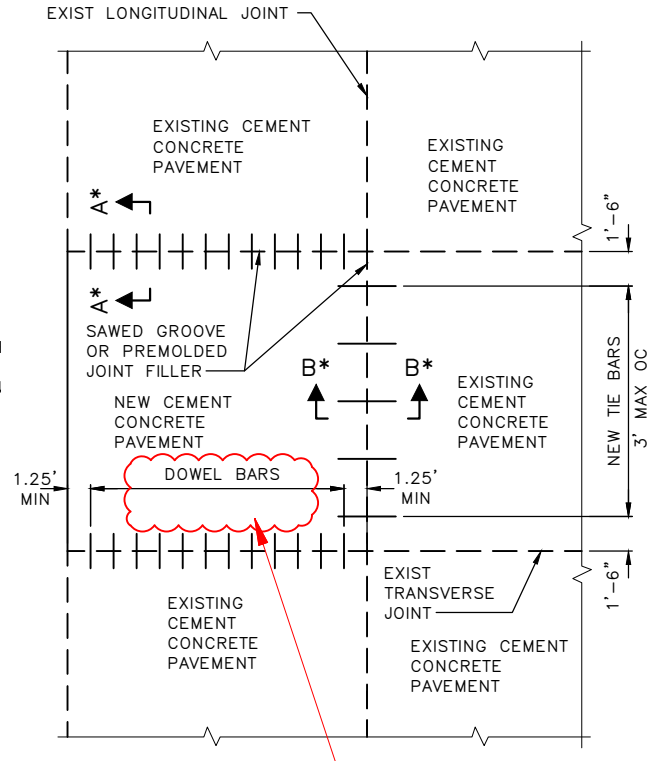 EXIST LONGITUDINAL JOINT
EXISTING CEMENT
CONCRETE
PAVEMENT
EXISTING
CEMENT
CONCRETE
PAVEMENT
A*
1'-6"
A*
SAWED GROOVE
OR PREMOLDED
JOINT FILLER
B*
B*
NEW CEMENT
CONCRETE
PAVEMENT
EXISTING
CEMENT
CONCRETE
PAVEMENT
NEW TIE BARS
3' MAX OC
1.25'
MIN
DOWEL BARS
1.25'
MIN
EXIST
TRANSVERSE
JOINT
1'-6"
EXISTING
CEMENT
CONCRETE
PAVEMENT
EXISTING CEMENT
CONCRETE
PAVEMENT